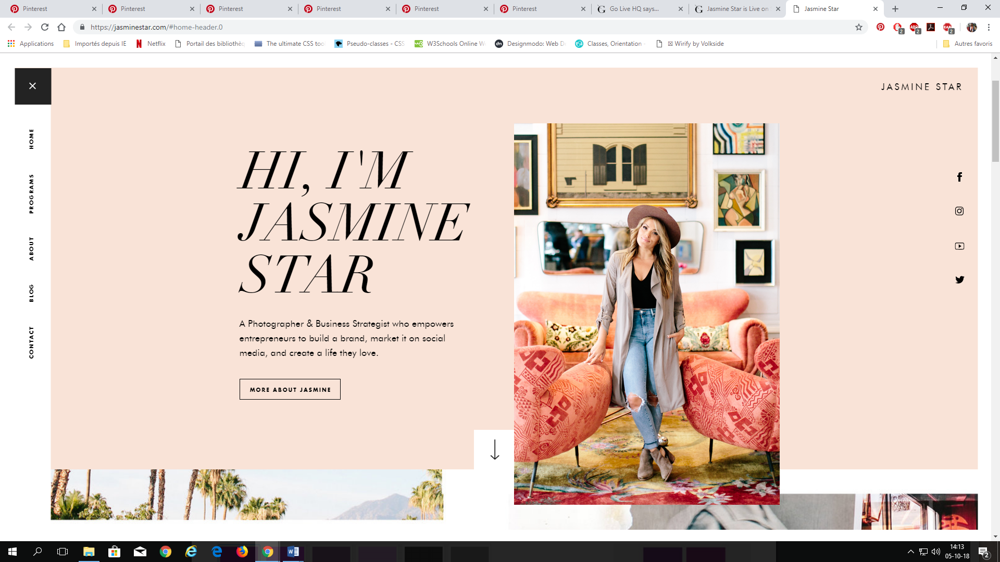 Pinterest
Pinterest
Pinterest
Pinterest
Pinterest
Pinterest
Go Live HQ says...
Jasmine Star is Live on
Jasmine Star
https://jasminestar.com/#home-header.0
2
2
2
Applications
Importés depuis IE
Netflix
Portail des bibliothèq
The ultimate CSS too
Pseudo-classes - CSS
W3Schools Online W
Designmodo: Web D
Classes, Orientation -
Wirify by Volkside
Autres favoris
JASMINE STAR
HOME
PROGRAMS
ABOUT
BLOG
CONTACT
HI, I'M
JASMINE
STAR
A Photographer & Business Strategist who empowers
entrepreneurs to build a brand, market it on social
media, and create a life they love.
MORE ABOUT JASMINE
14:13
05-10-18
2